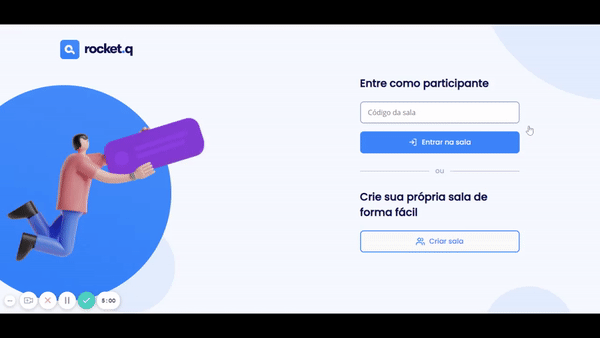 rocket.q
Entre como participante
Código da sala
Entrar na sala
ou
Crie sua própria sala de
forma fácil
Criar sala
5:00